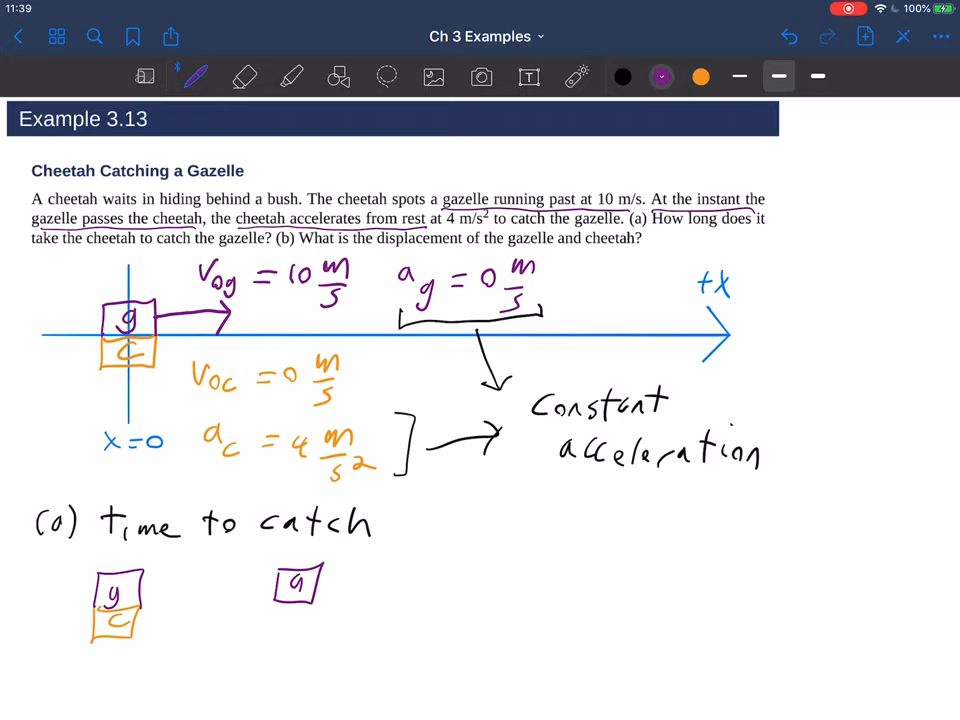 11:39
100%
Ch 3 Examples
T
Example 3.13
Cheetah Catching a Gazelle
A cheetah waits in hiding behind a bush. The cheetah spots a gazelle running past at 10 m/s. At the instant the
gazelle passes the cheetah, the cheetah accelerates from rest at 4 m/s² to catch the gazelle. (a) How long does it
take the cheetah to catch the gazelle? (b) What is the displacement of the gazelle and cheetah?
v₀g = 10 m/s
a_g = 0 m/s
+x
g
c
v₀c = 0 m/s
constant
acceleration
x=0
a_c = 4 m/s²
(a) time to catch
g
c
g